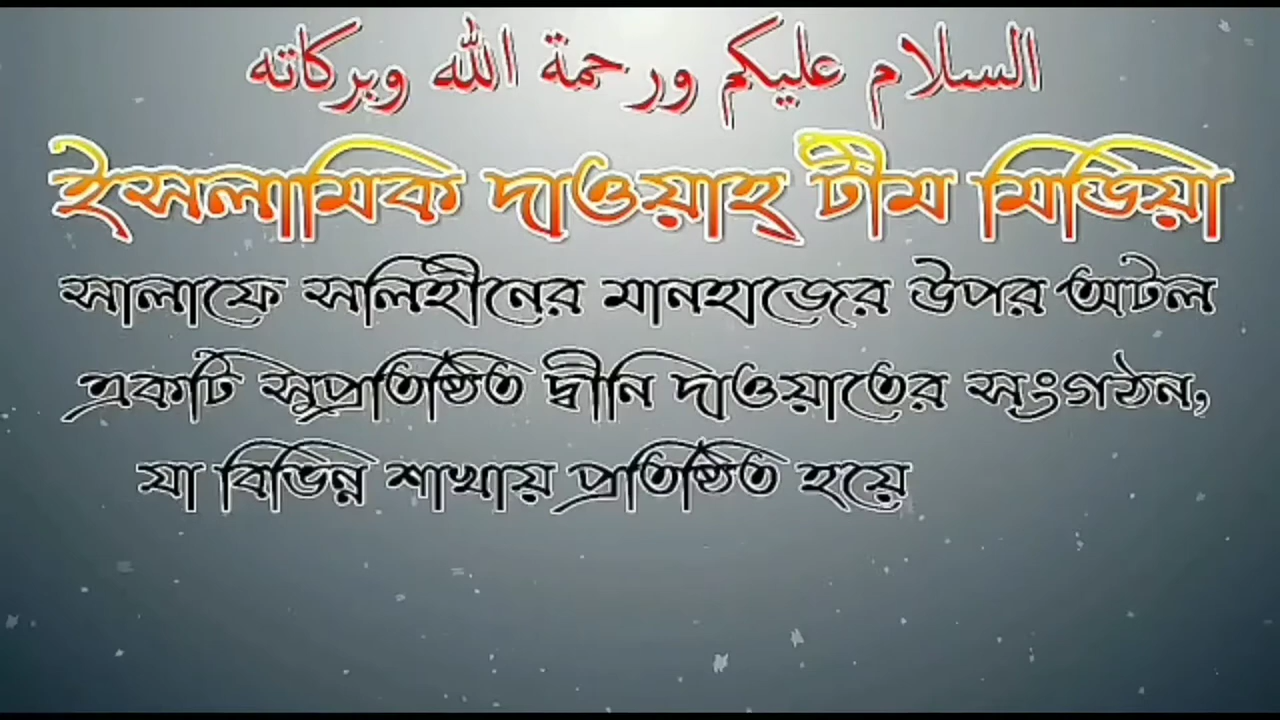 السلام عليكم ورحمة الله وبركاته
ইসলামিক দাওয়াহ্ টীম মিডিয়া
সালাফে সলিহীনের মানহাজের উপর অটল
একটি সুপ্রতিষ্ঠিত দ্বীনি দাওয়াতের সংগঠন,
যা বিভিন্ন শাখায় প্রতিষ্ঠিত হয়ে